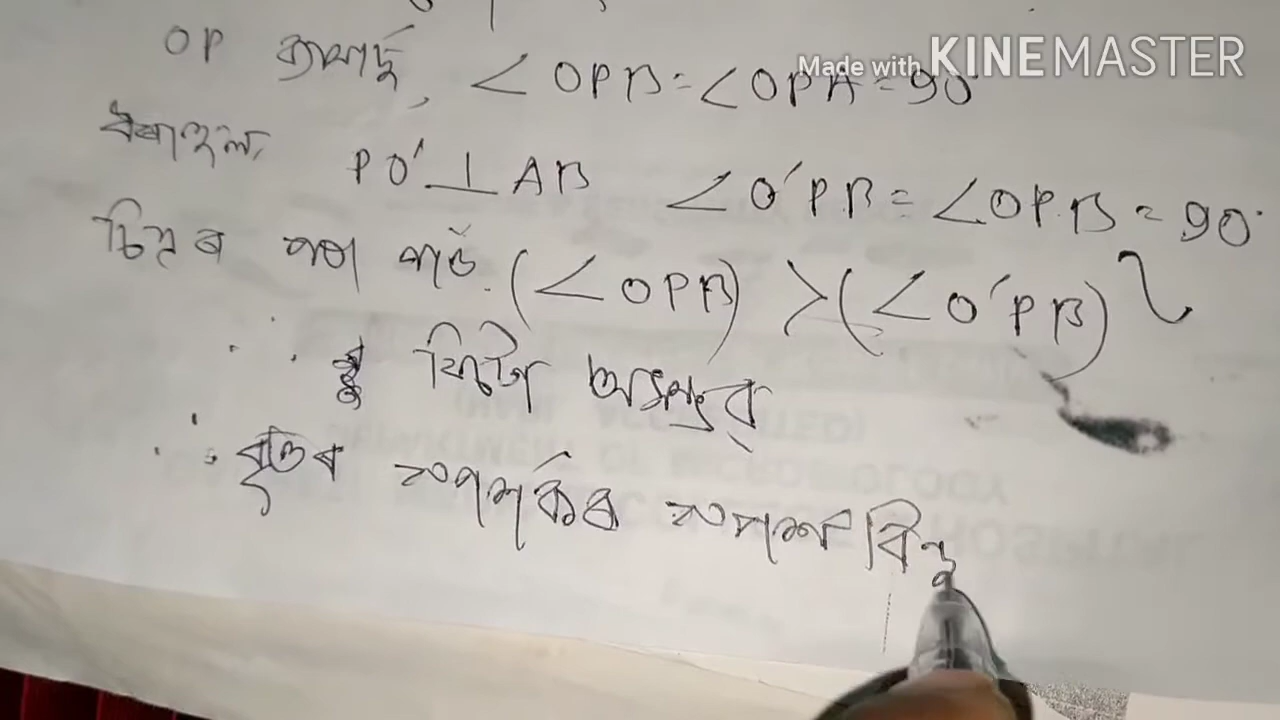 Made with KINEMASTER
OP ব্যাসাৰ্দ্ধ, ∠OPB = ∠OPA = 90°
ধৰাহ'ল, PO' ⊥ AB ∠O'PB = ∠OPB = 90°
চিত্ৰৰ পৰা পাওঁ. (∠OPB) > (∠O'PB)
∴ যিটো অসম্ভৱ
∴ বৃত্তৰ স্পৰ্শকৰ স্পৰ্শ বিন্দু